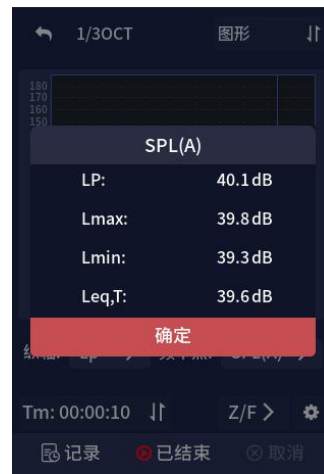 1/3OCT 图形
180
170
160
150
SPL(A)
LP: 40.1dB
Lmax: 39.8dB
Lmin: 39.3dB
Leq,T: 39.6dB
确定
Tm: 00:00:10 Z/F >
记录 已结束 取消